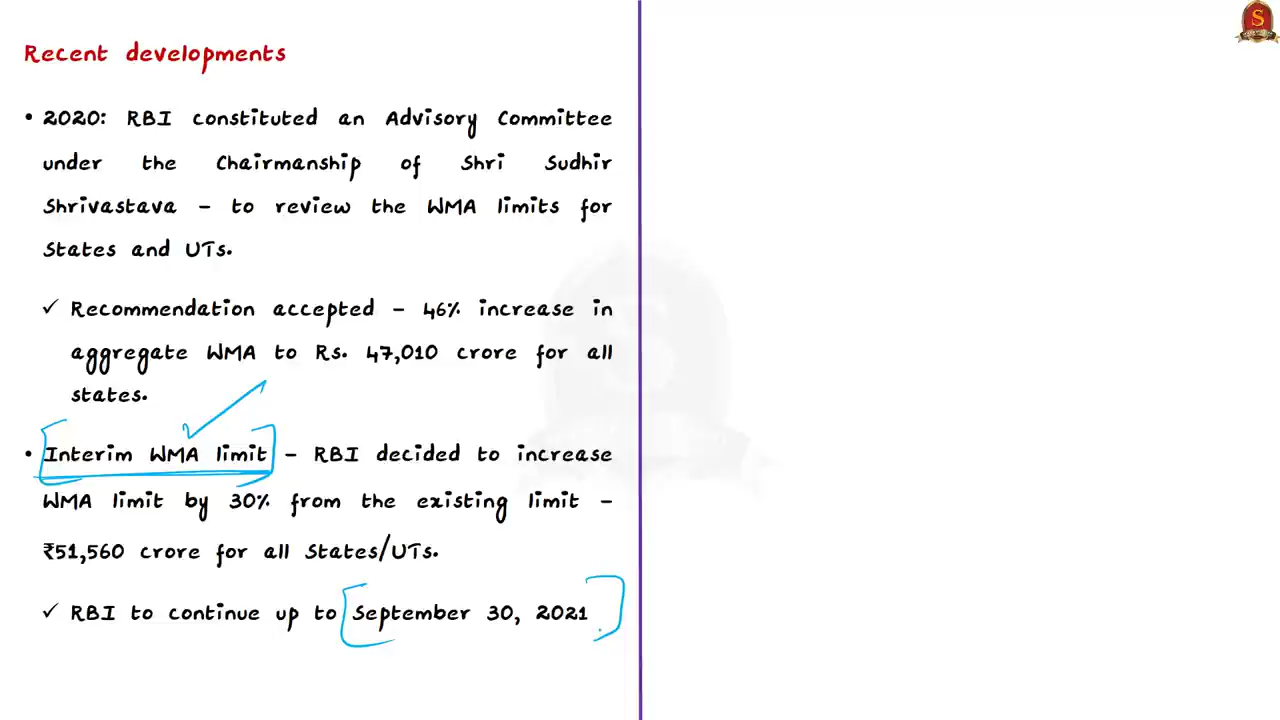 Recent developments
• 2020: RBI constituted an Advisory Committee
under the Chairmanship of Shri Sudhir
Shrivastava – to review the WMA limits for
States and UTs.
✓ Recommendation accepted – 46% increase in
aggregate WMA to Rs. 47,010 crore for all
states.
• Interim WMA limit – RBI decided to increase
WMA limit by 30% from the existing limit –
₹51,560 crore for all States/UTs.
✓ RBI to continue up to September 30, 2021
S
S